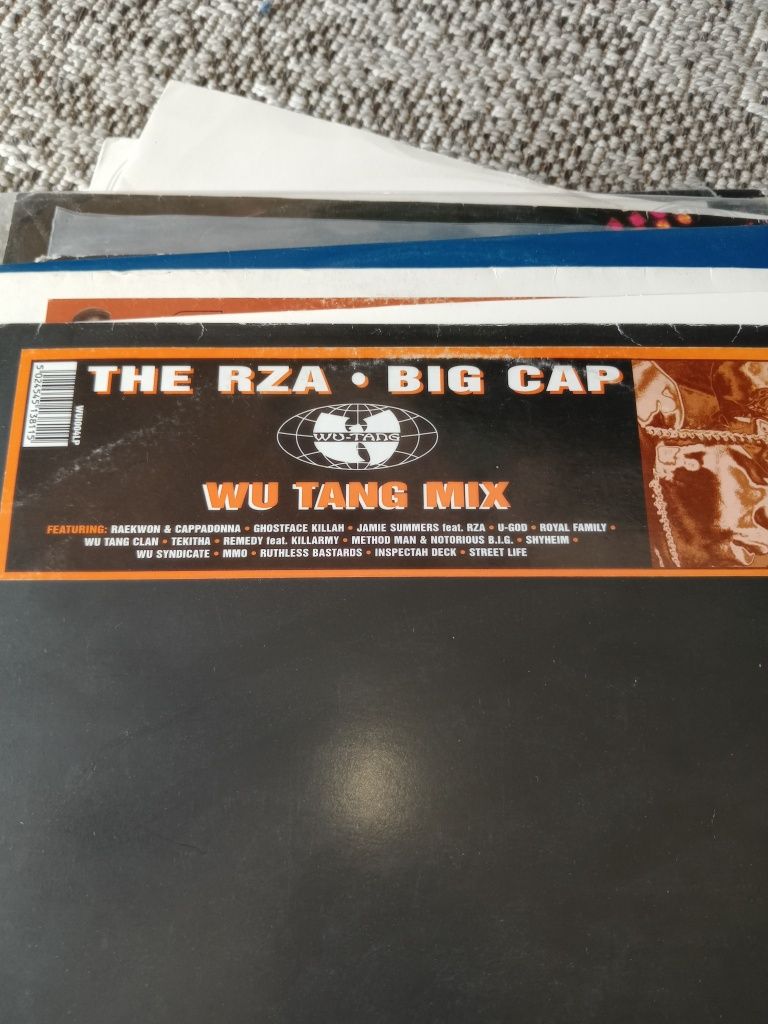 THE RZA • BIG CAP
5024545138115
WU1004LP
WU-TANG
WU TANG MIX
FEATURING: RAEKWON & CAPPADONNA • GHOSTFACE KILLAH • JAMIE SUMMERS feat. RZA • U-GOD • ROYAL FAMILY •
WU TANG CLAN • TEKITHA • REMEDY feat. KILLARMY • METHOD MAN & NOTORIOUS B.I.G. • SHYHEIM •
WU SYNDICATE • MMO • RUTHLESS BASTARDS • INSPECTAH DECK • STREET LIFE